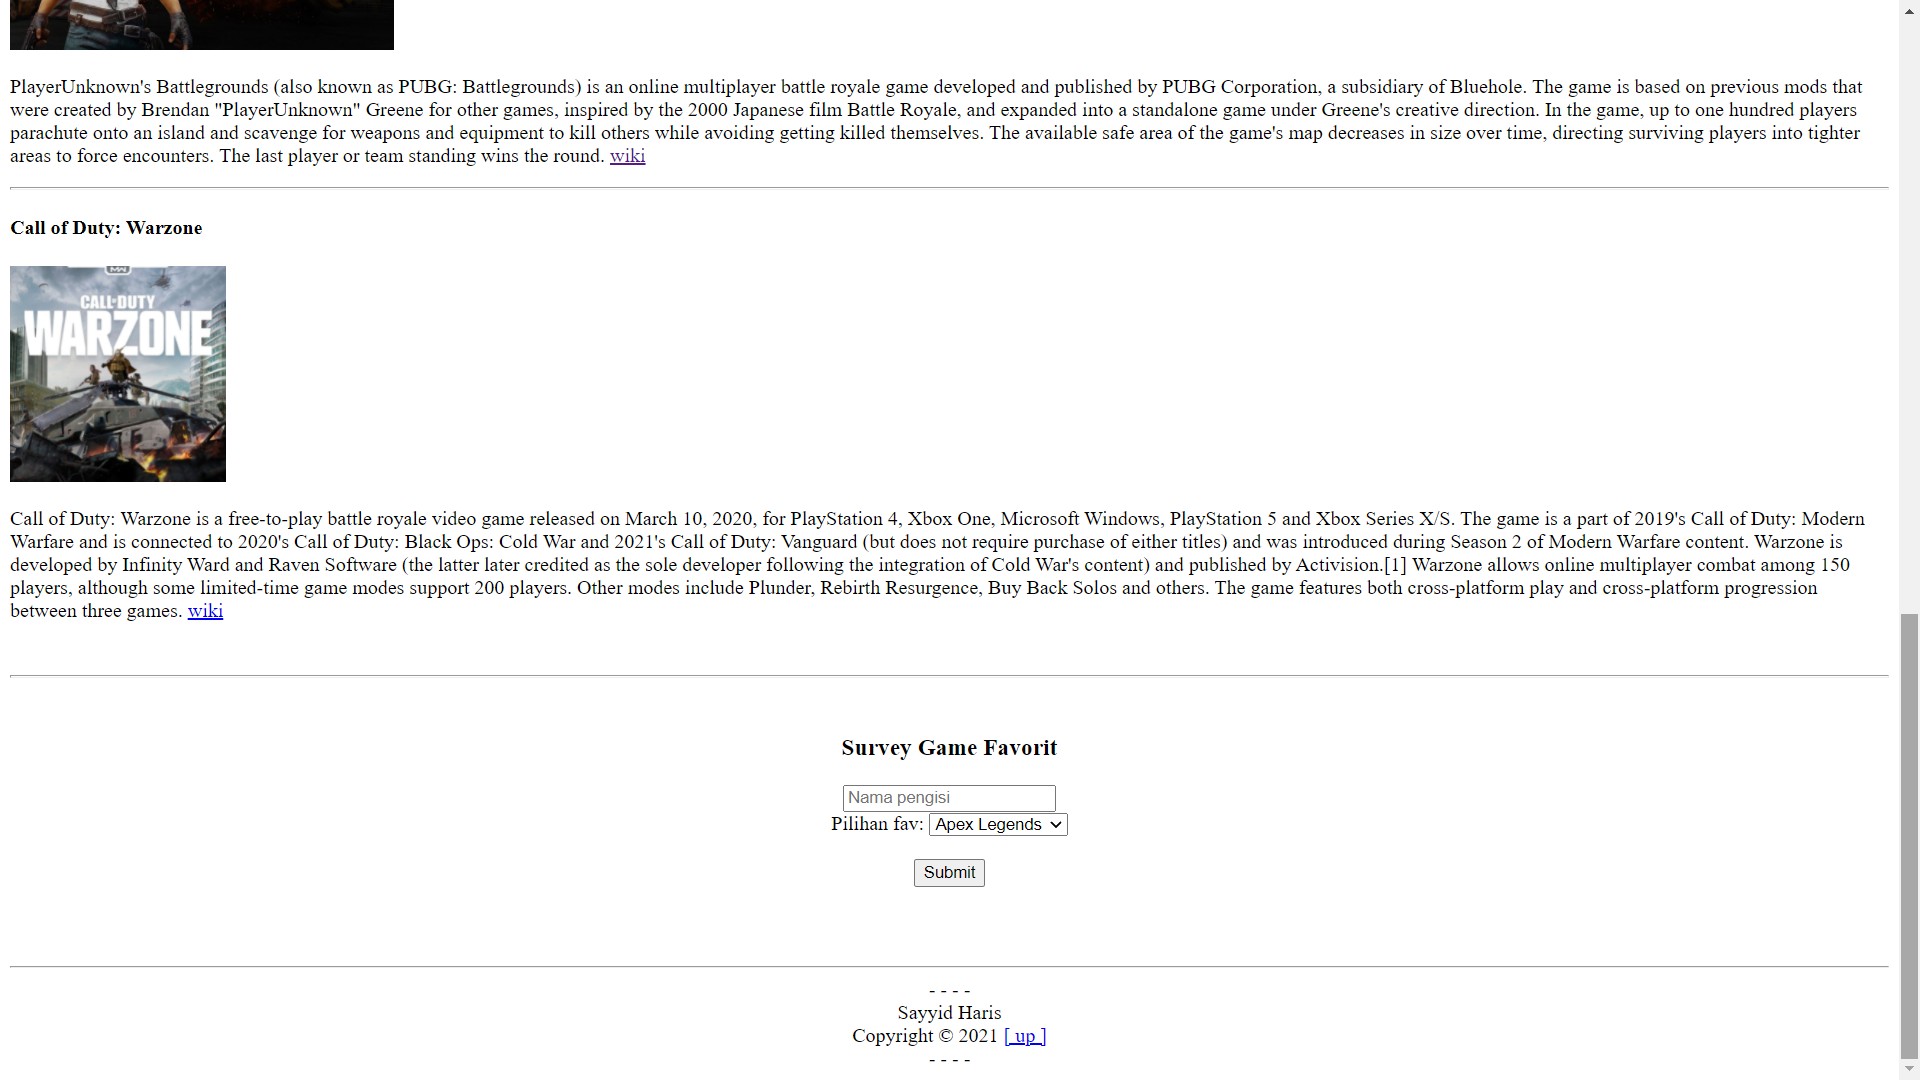 PlayerUnknown's Battlegrounds (also known as PUBG: Battlegrounds) is an online multiplayer battle royale game developed and published by PUBG Corporation, a subsidiary of Bluehole. The game is based on previous mods that
were created by Brendan "PlayerUnknown" Greene for other games, inspired by the 2000 Japanese film Battle Royale, and expanded into a standalone game under Greene's creative direction. In the game, up to one hundred players
parachute onto an island and scavenge for weapons and equipment to kill others while avoiding getting killed themselves. The available safe area of the game's map decreases in size over time, directing surviving players into tighter
areas to force encounters. The last player or team standing wins the round. wiki
Call of Duty: Warzone
MW
CALL OF DUTY
WARZONE
Call of Duty: Warzone is a free-to-play battle royale video game released on March 10, 2020, for PlayStation 4, Xbox One, Microsoft Windows, PlayStation 5 and Xbox Series X/S. The game is a part of 2019's Call of Duty: Modern
Warfare and is connected to 2020's Call of Duty: Black Ops: Cold War and 2021's Call of Duty: Vanguard (but does not require purchase of either titles) and was introduced during Season 2 of Modern Warfare content. Warzone is
developed by Infinity Ward and Raven Software (the latter later credited as the sole developer following the integration of Cold War's content) and published by Activision.[1] Warzone allows online multiplayer combat among 150
players, although some limited-time game modes support 200 players. Other modes include Plunder, Rebirth Resurgence, Buy Back Solos and others. The game features both cross-platform play and cross-platform progression
between three games. wiki
Survey Game Favorit
Nama pengisi
Pilihan fav: Apex Legends
Submit
- - - -
Sayyid Haris
Copyright © 2021 [ up ]
- - - -